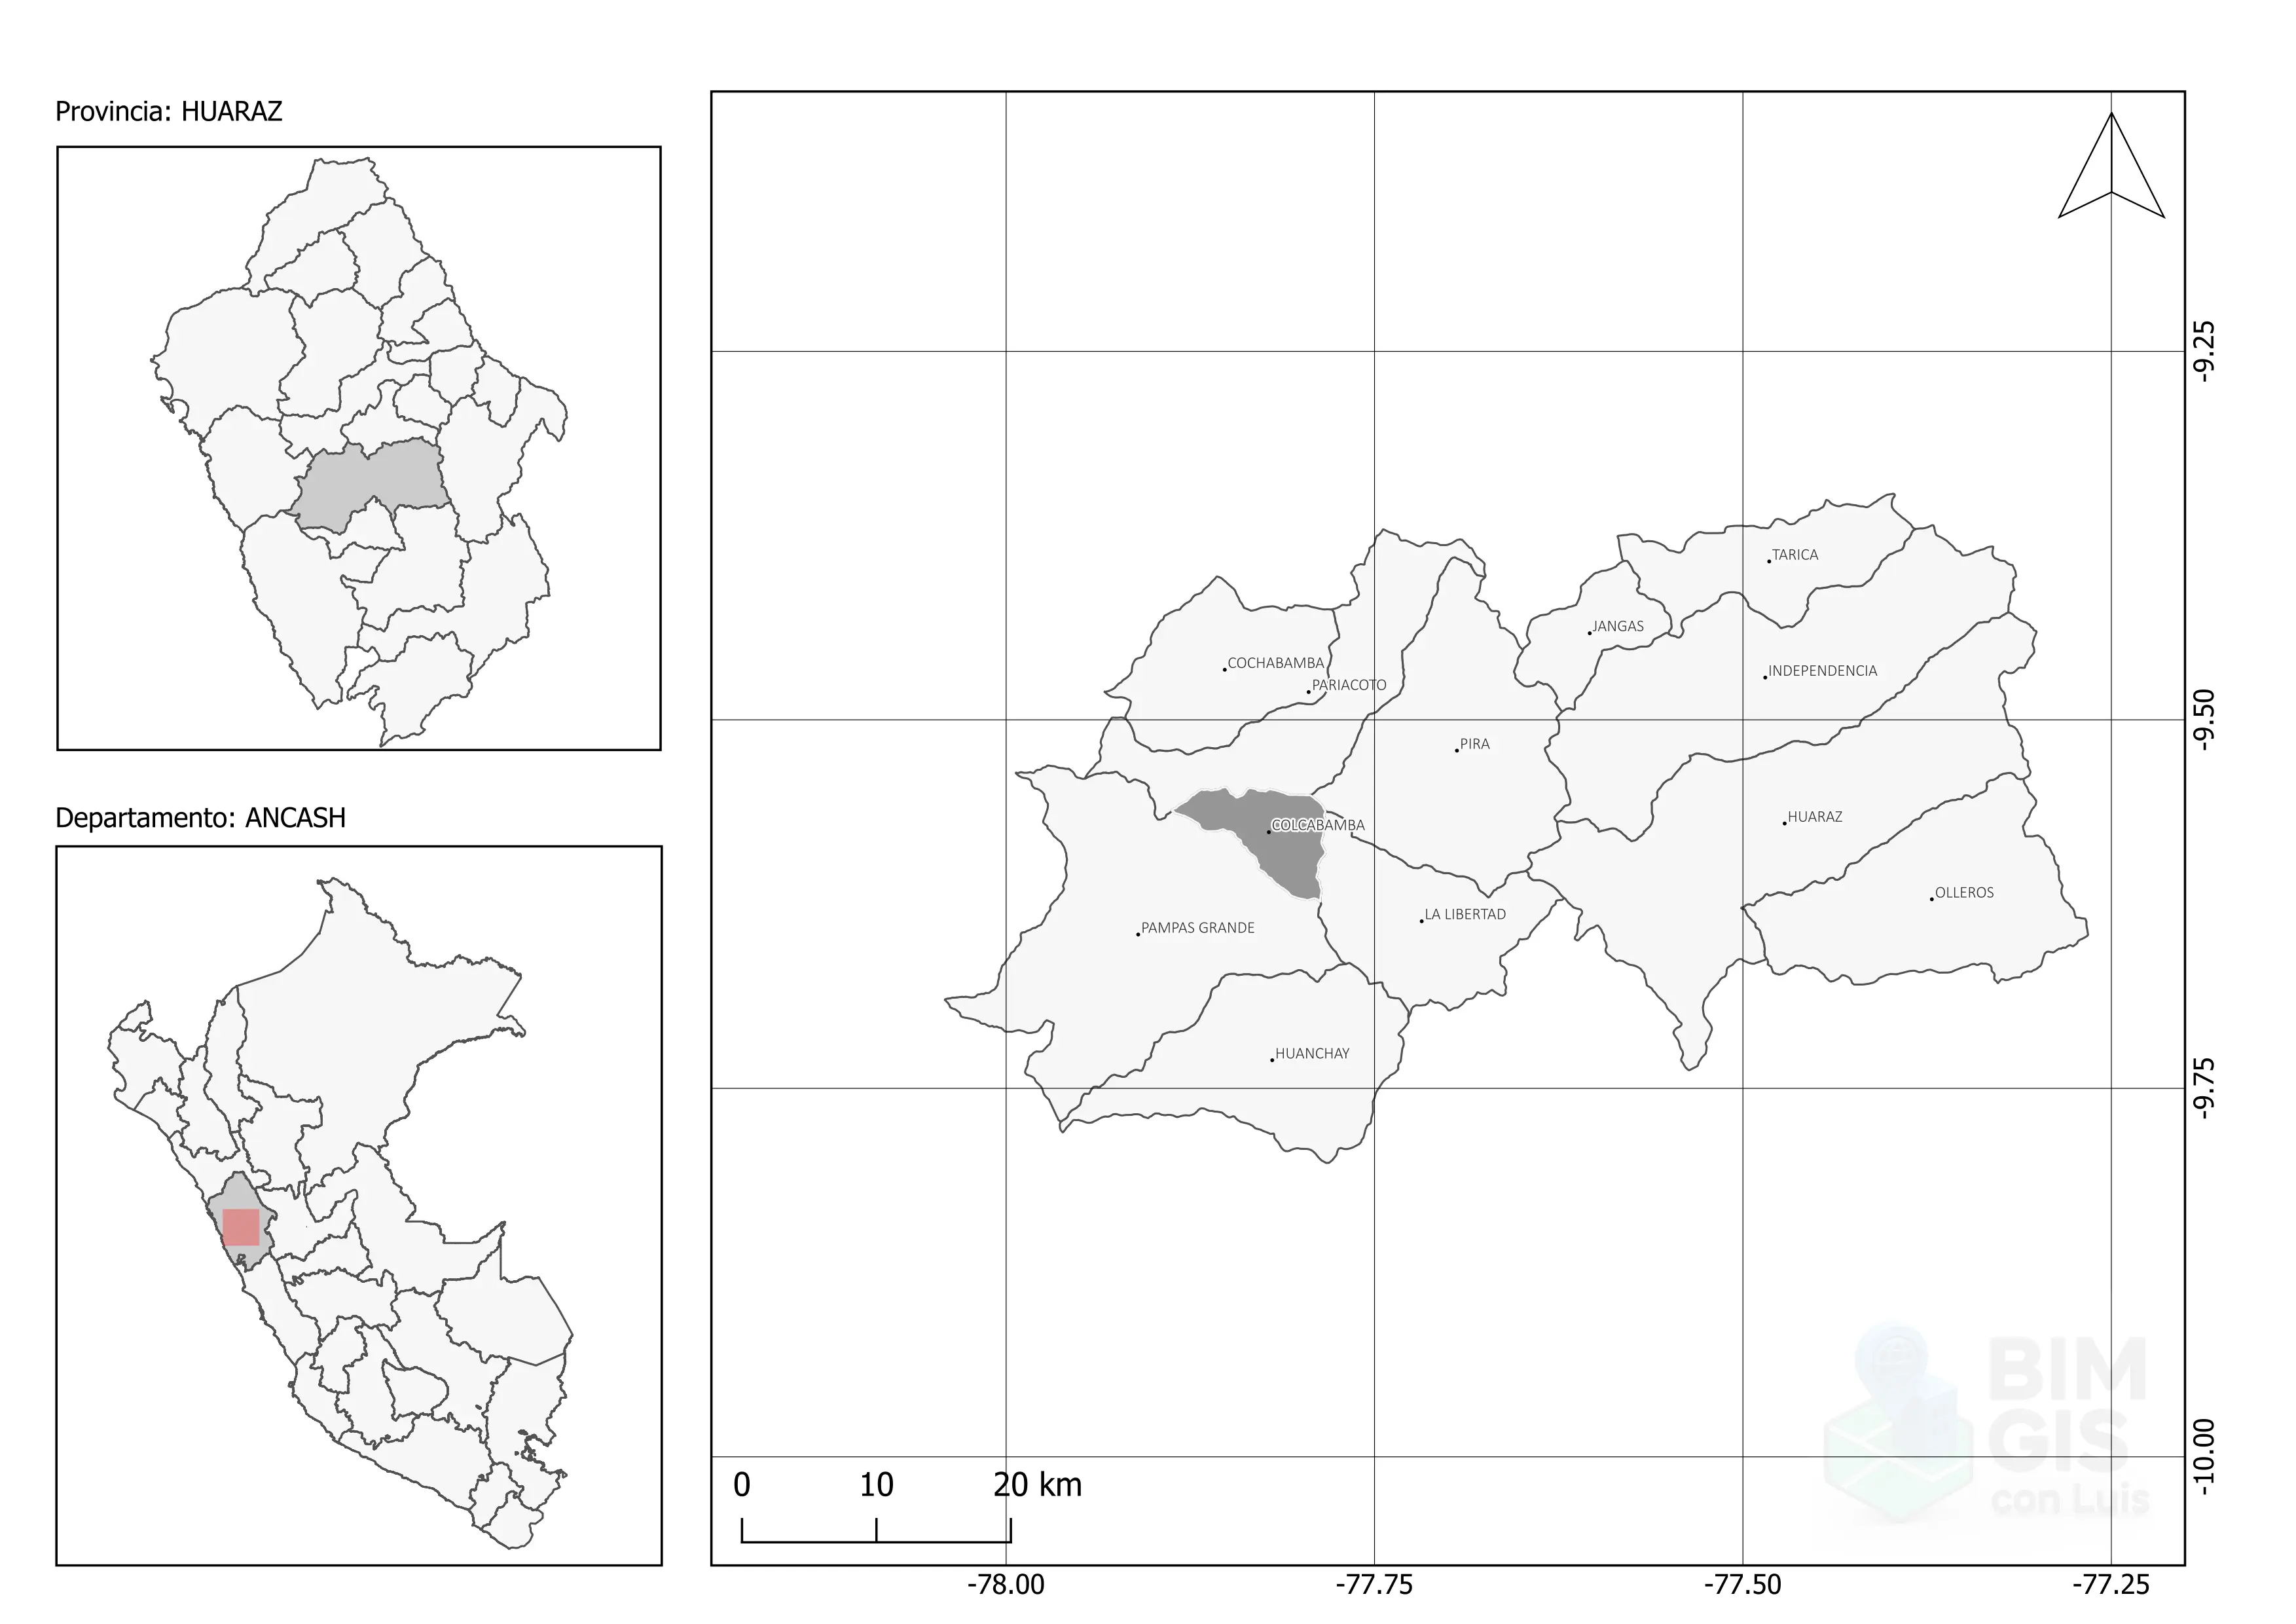 Provincia: HUARAZ
Departamento: ANCASH
TARICA
JANGAS
COCHABAMBA
INDEPENDENCIA
PARIACOTO
PIRA
HUARAZ
COLCABAMBA
OLLEROS
LA LIBERTAD
PAMPAS GRANDE
HUANCHAY
-9.25
-9.50
-9.75
-10.00
0 10 20 km
-78.00 -77.75 -77.50 -77.25
BIM
GIS
con Luis